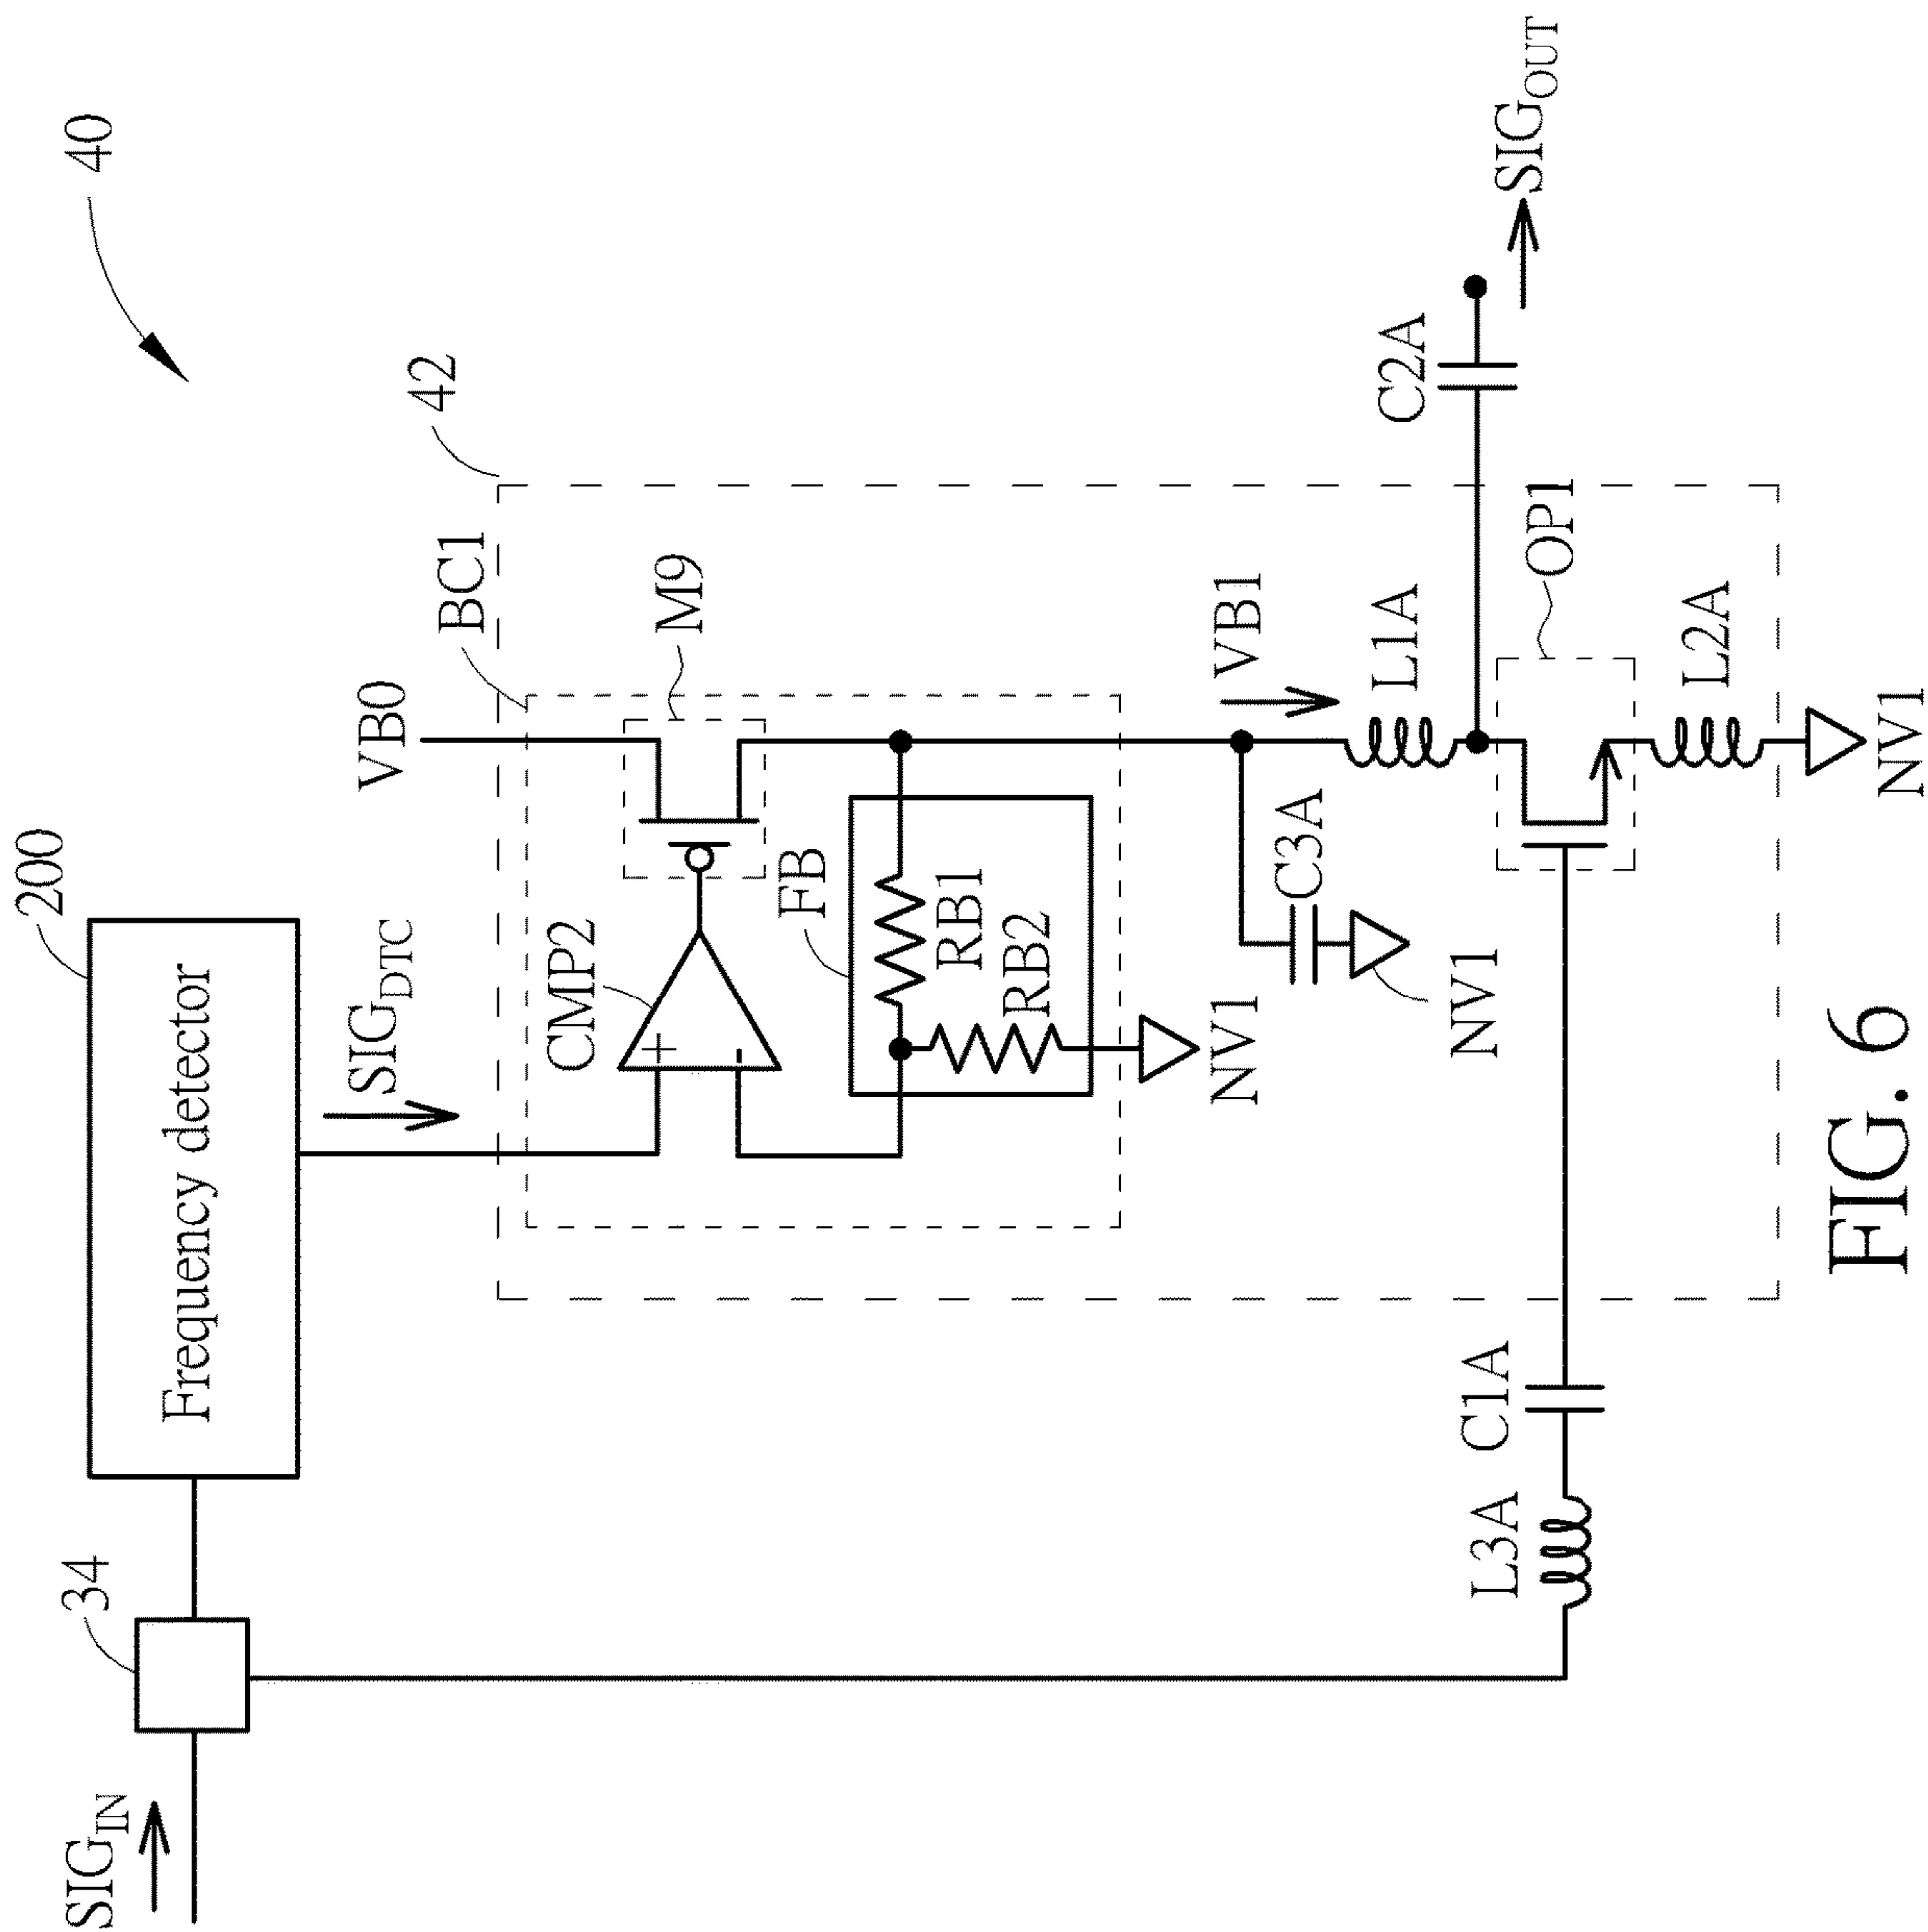 40
200
34
SIG_IN
Frequency detector
SIG_DTC
42
VB0
BC1
M9
CMP2
+
-
FB
RB1
RB2
NV1
VB1
C3A
NV1
L1A
C2A
SIG_OUT
OP1
L2A
NV1
L3A
C1A
FIG. 6